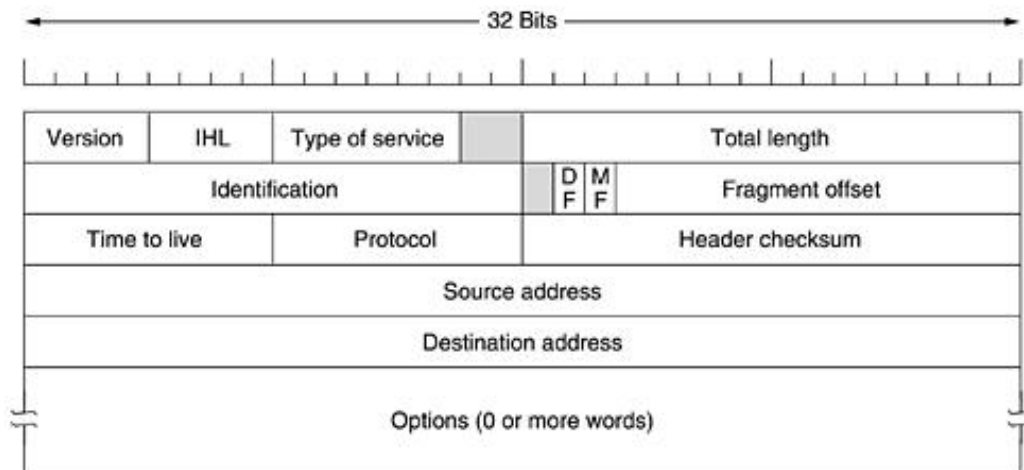 32 Bits
Version IHL Type of service Total length
Identification D F M F Fragment offset
Time to live Protocol Header checksum
Source address
Destination address
Options (0 or more words)